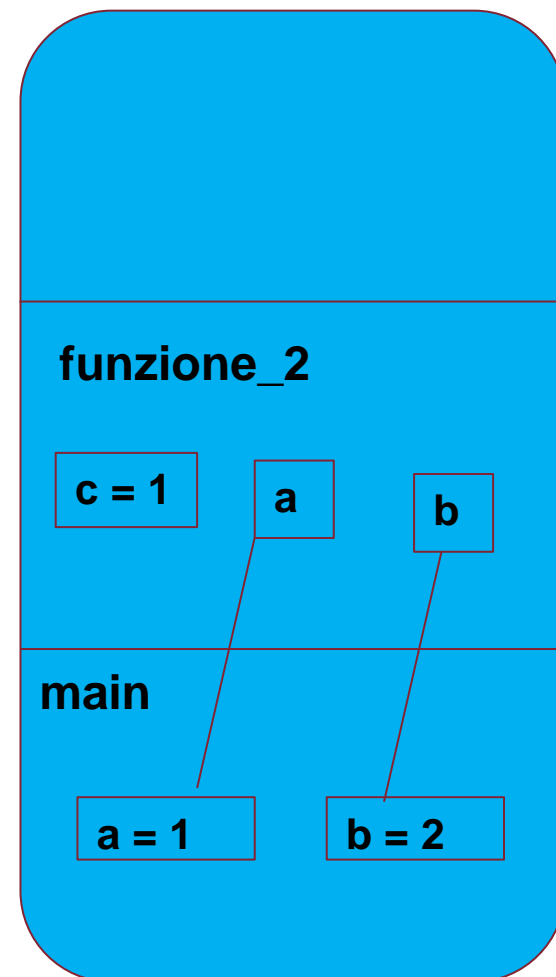 funzione_2
c = 1
a
b
main
a = 1
b = 2